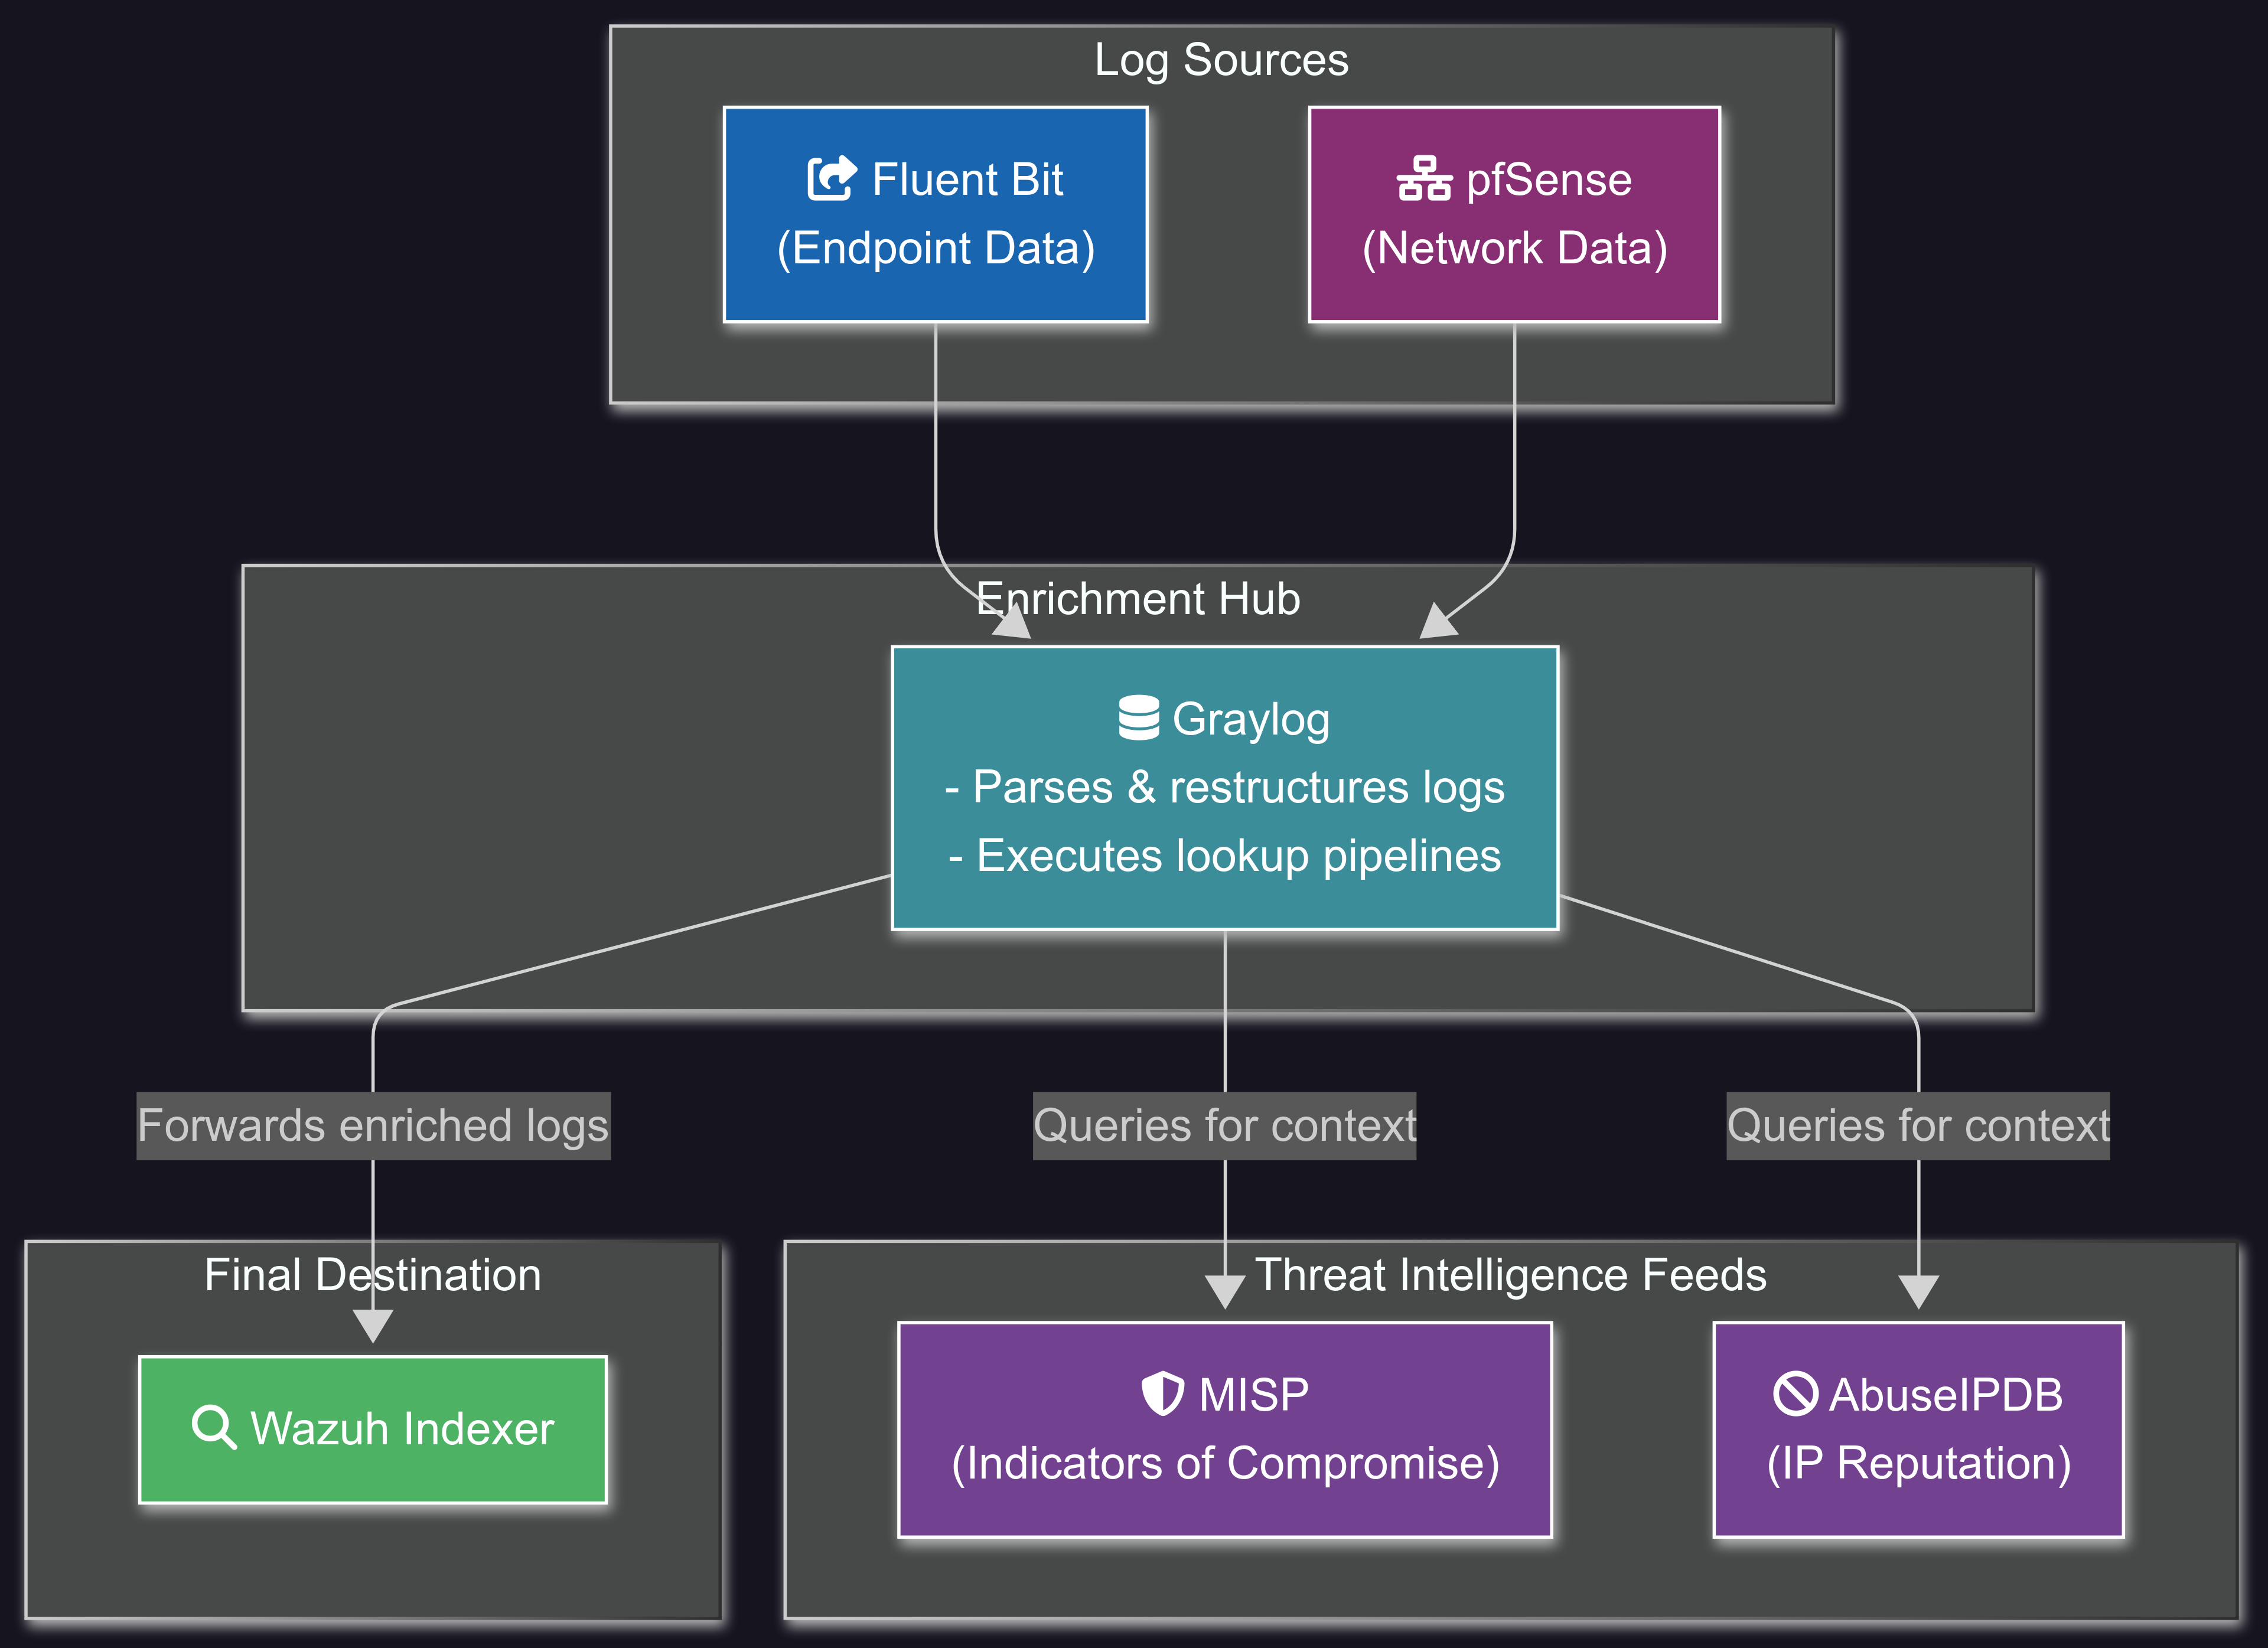 Log Sources
Fluent Bit
(Endpoint Data)
pfSense
(Network Data)
Enrichment Hub
Graylog
- Parses & restructures logs
- Executes lookup pipelines
Forwards enriched logs
Queries for context
Queries for context
Final Destination
Wazuh Indexer
Threat Intelligence Feeds
MISP
(Indicators of Compromise)
AbuseIPDB
(IP Reputation)